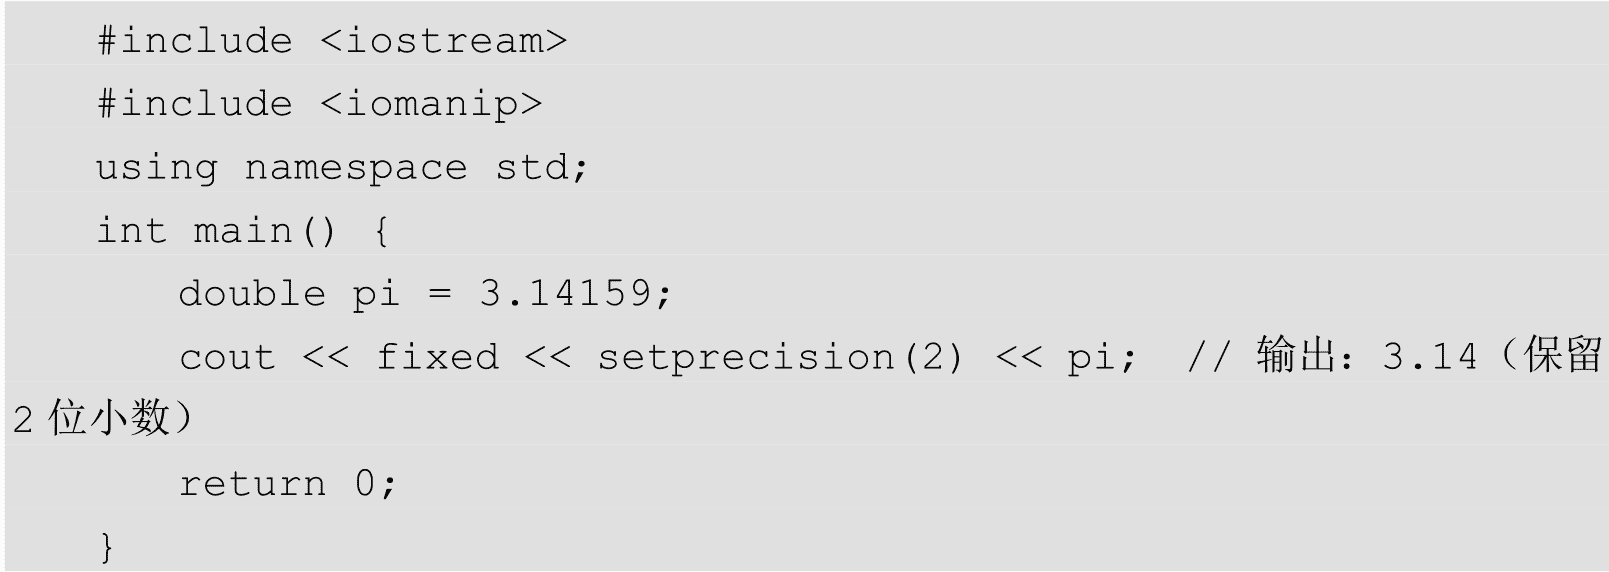 #include <iostream>
#include <iomanip>
using namespace std;
int main() {
    double pi = 3.14159;
    cout << fixed << setprecision(2) << pi;  // 输出：3.14（保留
2 位小数）
    return 0;
}